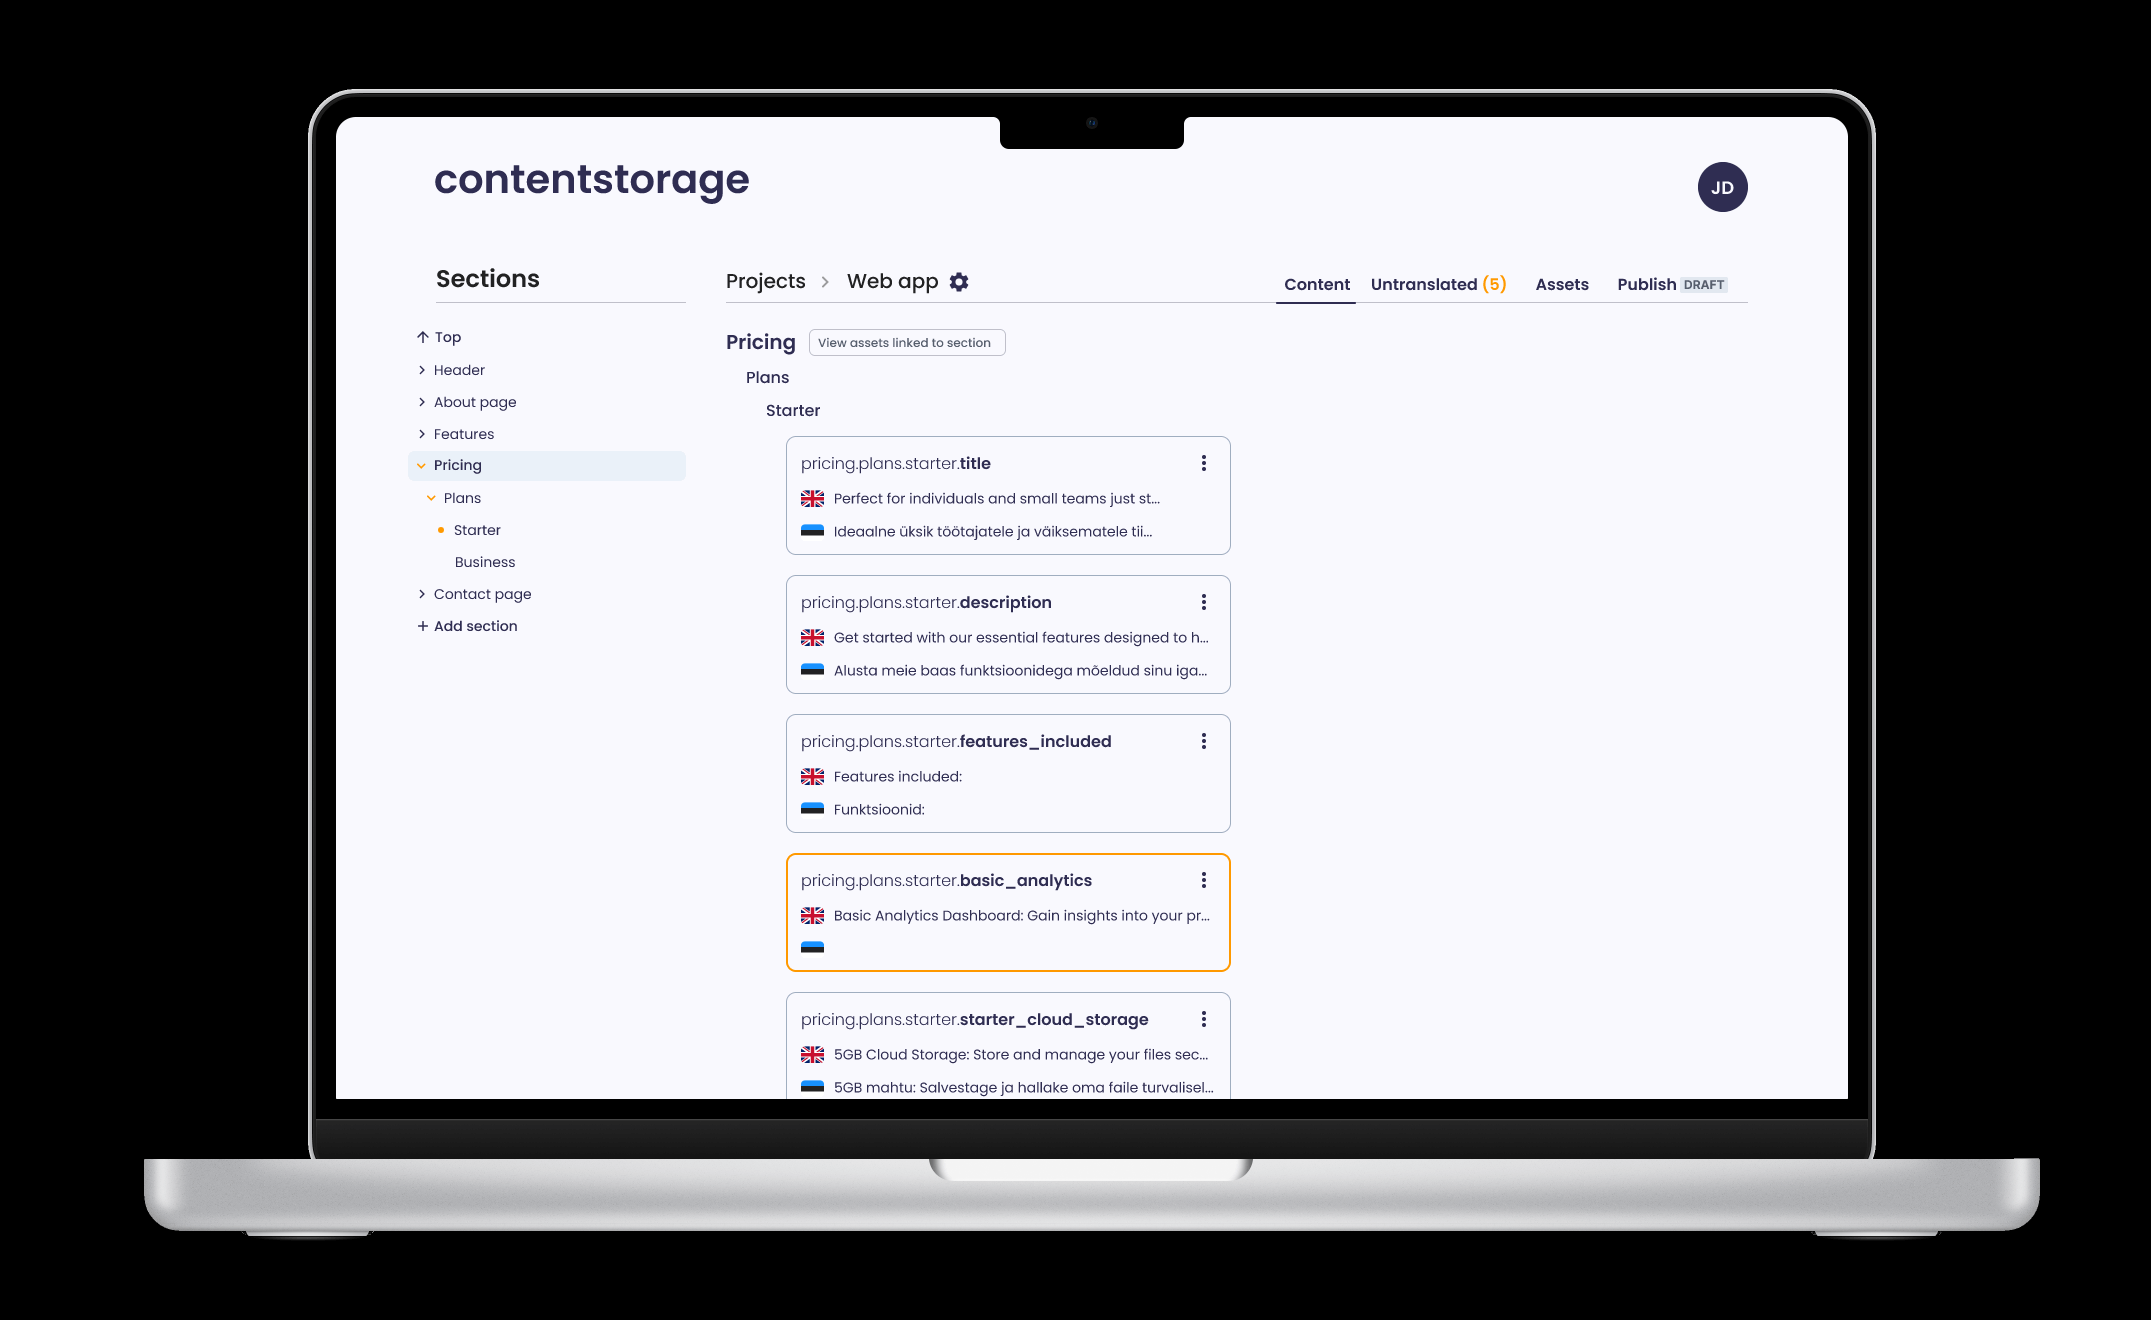 contentstorage
JD
Sections
Top
Header
About page
Features
Pricing
Plans
Starter
Business
Contact page
Add section
Projects > Web app
Content Untranslated (5) Assets Publish DRAFT
Pricing View assets linked to section
Plans
Starter
pricing.plans.starter.title
Perfect for individuals and small teams just st...
Ideaalne üksik töötajatele ja väiksematele tii...
pricing.plans.starter.description
Get started with our essential features designed to h...
Alusta meie baas funktsioonidega mõeldud sinu iga...
pricing.plans.starter.features_included
Features included:
Funktsioonid:
pricing.plans.starter.basic_analytics
Basic Analytics Dashboard: Gain insights into your pr...
pricing.plans.starter.starter_cloud_storage
5GB Cloud Storage: Store and manage your files sec...
5GB mahtu: Salvestage ja hallake oma faile turvalisel...